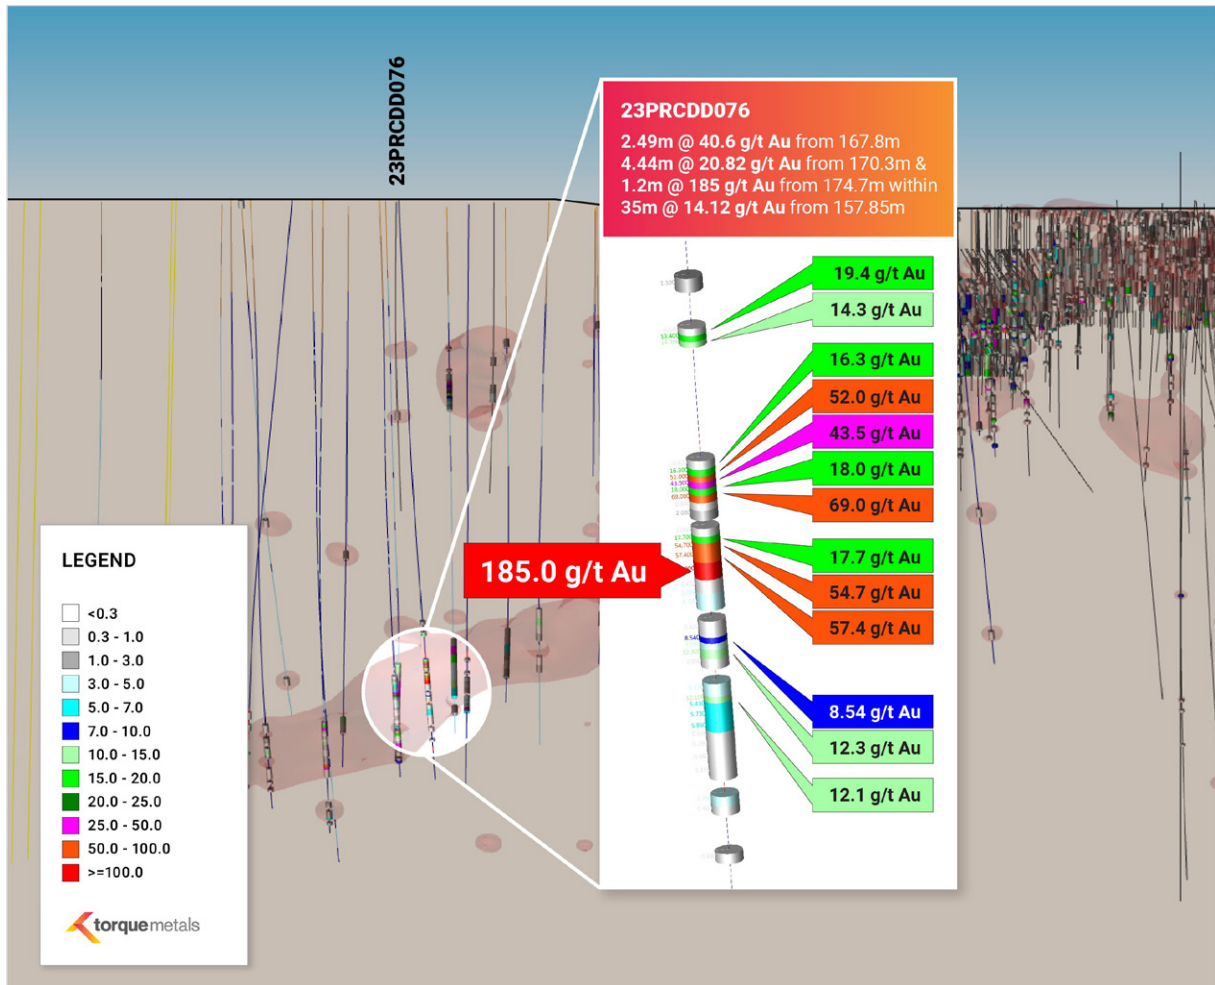 23PRCDD076
23PRCDD076
2.49m @ 40.6 g/t Au from 167.8m
4.44m @ 20.82 g/t Au from 170.3m &
1.2m @ 185 g/t Au from 174.7m within
35m @ 14.12 g/t Au from 157.85m
19.4 g/t Au
14.3 g/t Au
16.3 g/t Au
52.0 g/t Au
43.5 g/t Au
18.0 g/t Au
69.0 g/t Au
185.0 g/t Au
17.7 g/t Au
54.7 g/t Au
57.4 g/t Au
8.54 g/t Au
12.3 g/t Au
12.1 g/t Au
LEGEND
<0.3
0.3 - 1.0
1.0 - 3.0
3.0 - 5.0
5.0 - 7.0
7.0 - 10.0
10.0 - 15.0
15.0 - 20.0
20.0 - 25.0
25.0 - 50.0
50.0 - 100.0
>=100.0
torquemetals